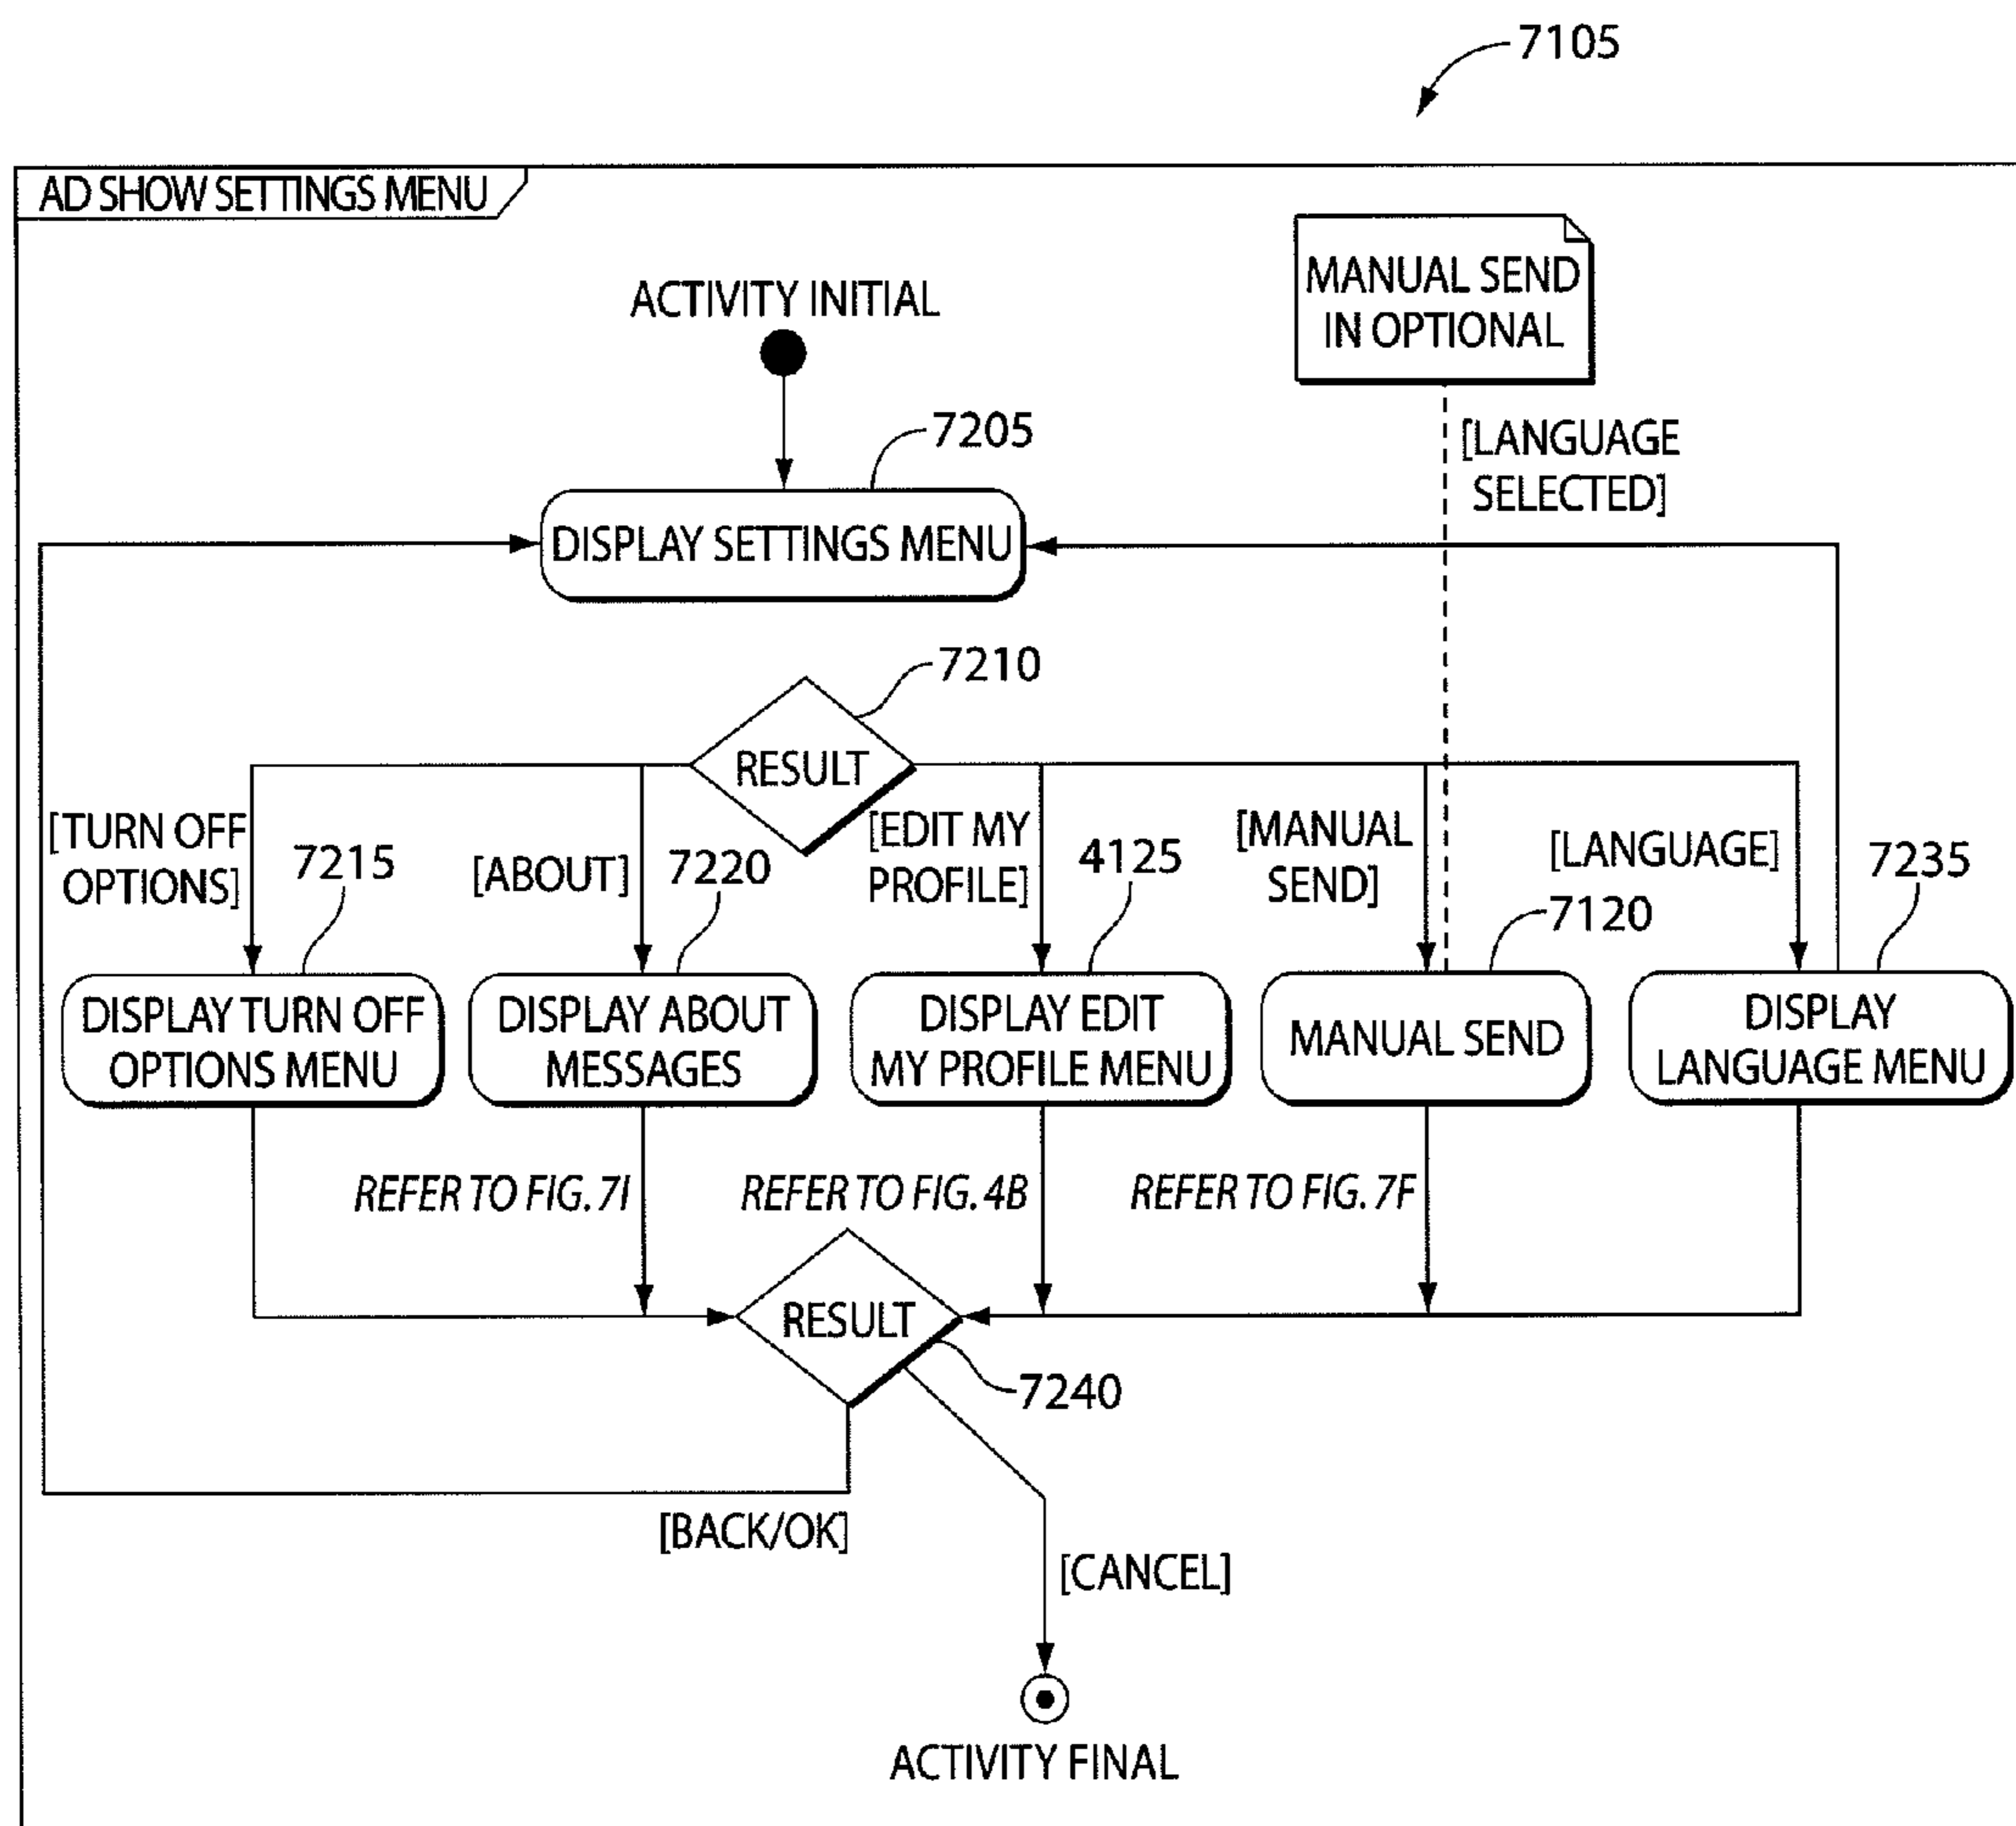 7105
AD SHOW SETTINGS MENU
MANUAL SEND
IN OPTIONAL
ACTIVITY INITIAL
7205
[LANGUAGE
SELECTED]
DISPLAY SETTINGS MENU
7210
RESULT
[TURN OFF
OPTIONS]
7215
[ABOUT]
7220
[EDIT MY
PROFILE]
4125
[MANUAL
SEND]
7120
[LANGUAGE]
7235
DISPLAY TURN OFF
OPTIONS MENU
DISPLAY ABOUT
MESSAGES
DISPLAY EDIT
MY PROFILE MENU
MANUAL SEND
DISPLAY
LANGUAGE MENU
REFER TO FIG. 7I
REFER TO FIG. 4B
REFER TO FIG. 7F
RESULT
7240
[BACK/OK]
[CANCEL]
ACTIVITY FINAL